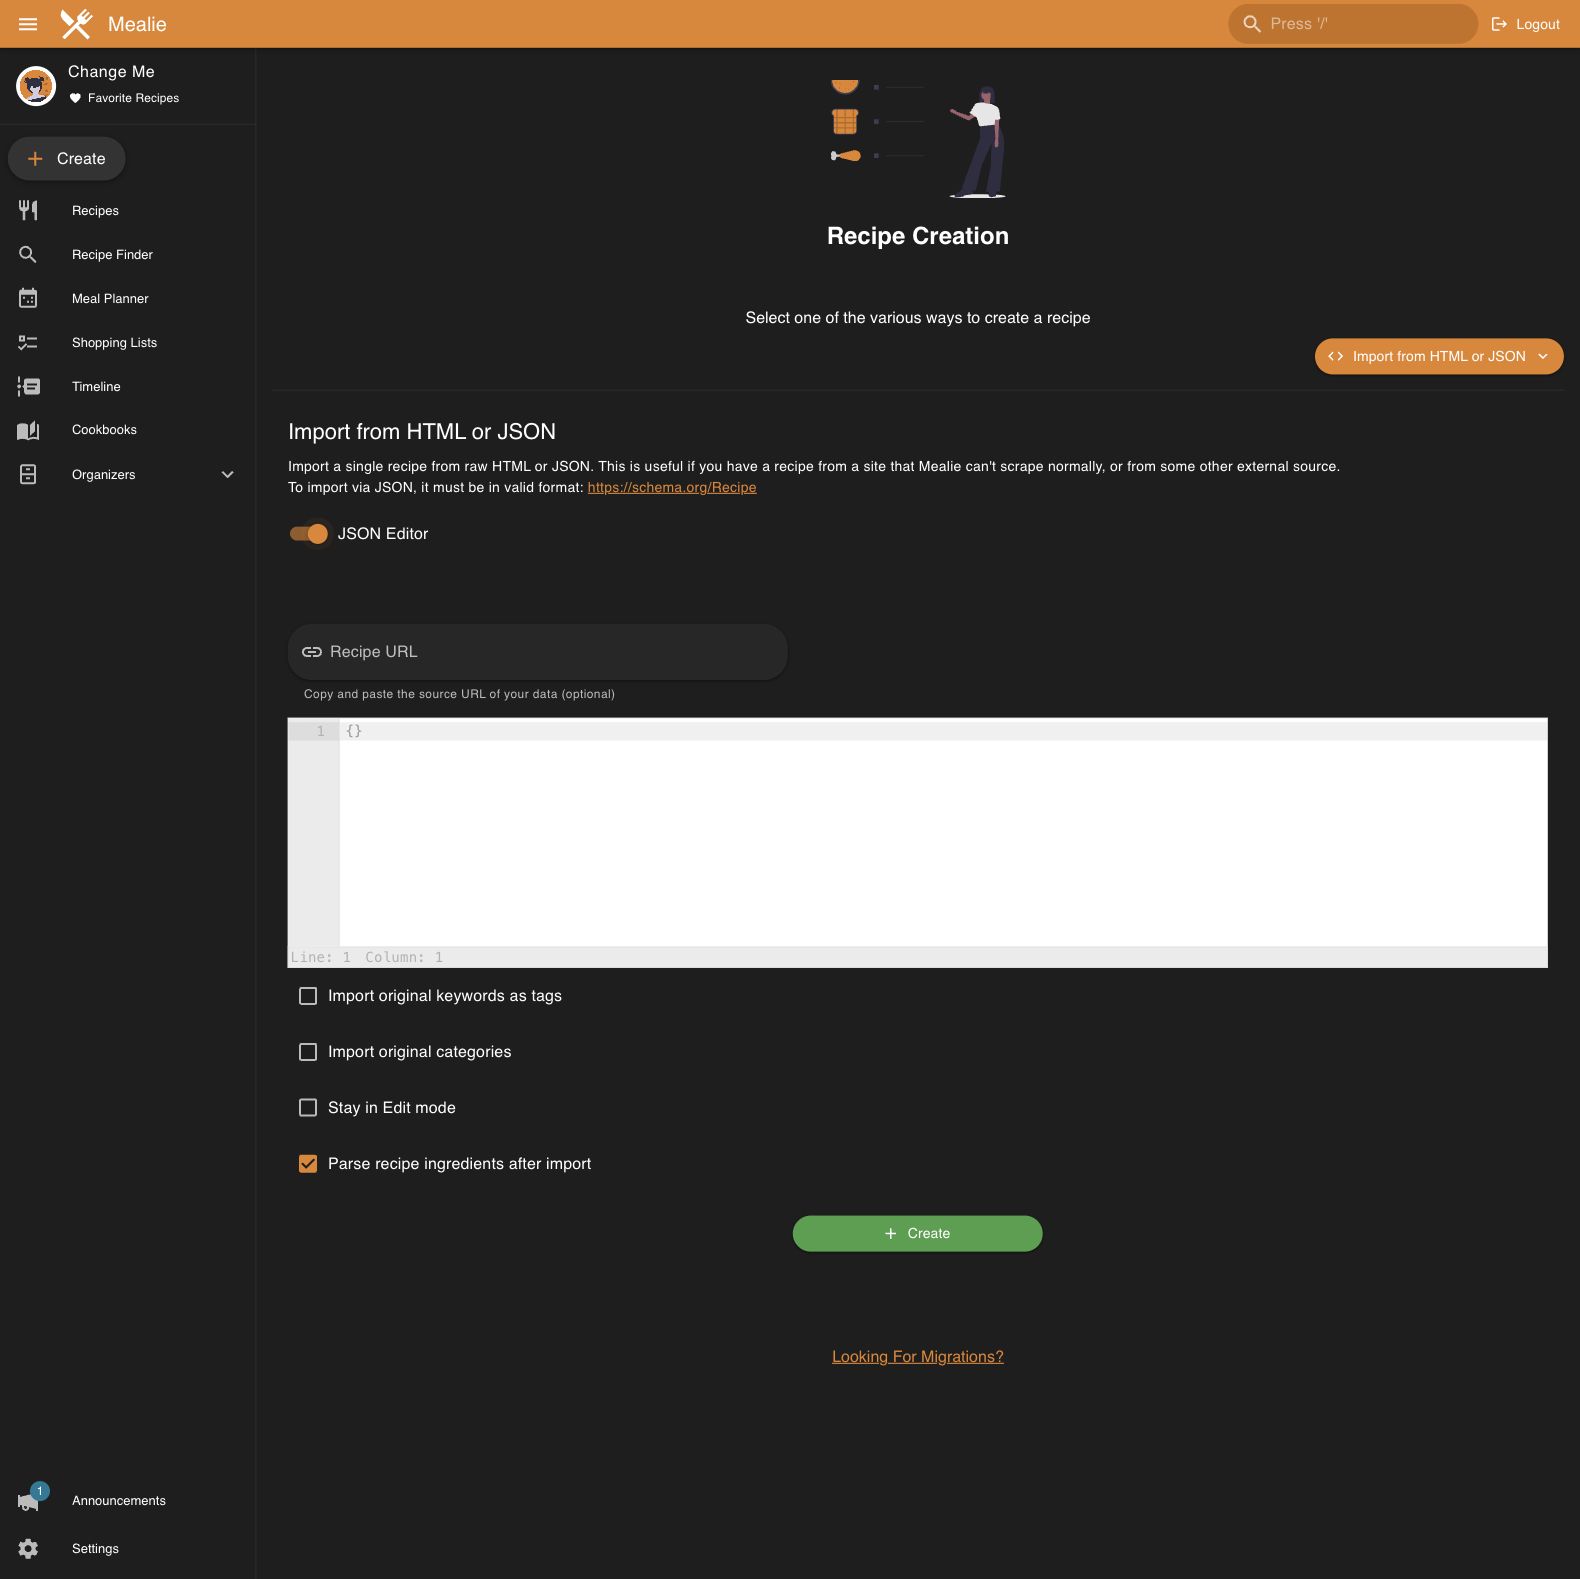 Mealie
Press '/'
Logout
Change Me
Favorite Recipes
Create
Recipes
Recipe Finder
Meal Planner
Shopping Lists
Timeline
Cookbooks
Organizers
Recipe Creation
Select one of the various ways to create a recipe
Import from HTML or JSON
Import from HTML or JSON
Import a single recipe from raw HTML or JSON. This is useful if you have a recipe from a site that Mealie can't scrape normally, or from some other external source.
To import via JSON, it must be in valid format: https://schema.org/Recipe
JSON Editor
Recipe URL
Copy and paste the source URL of your data (optional)
1 {}
Line: 1 Column: 1
Import original keywords as tags
Import original categories
Stay in Edit mode
Parse recipe ingredients after import
Create
Looking For Migrations?
1
Announcements
Settings